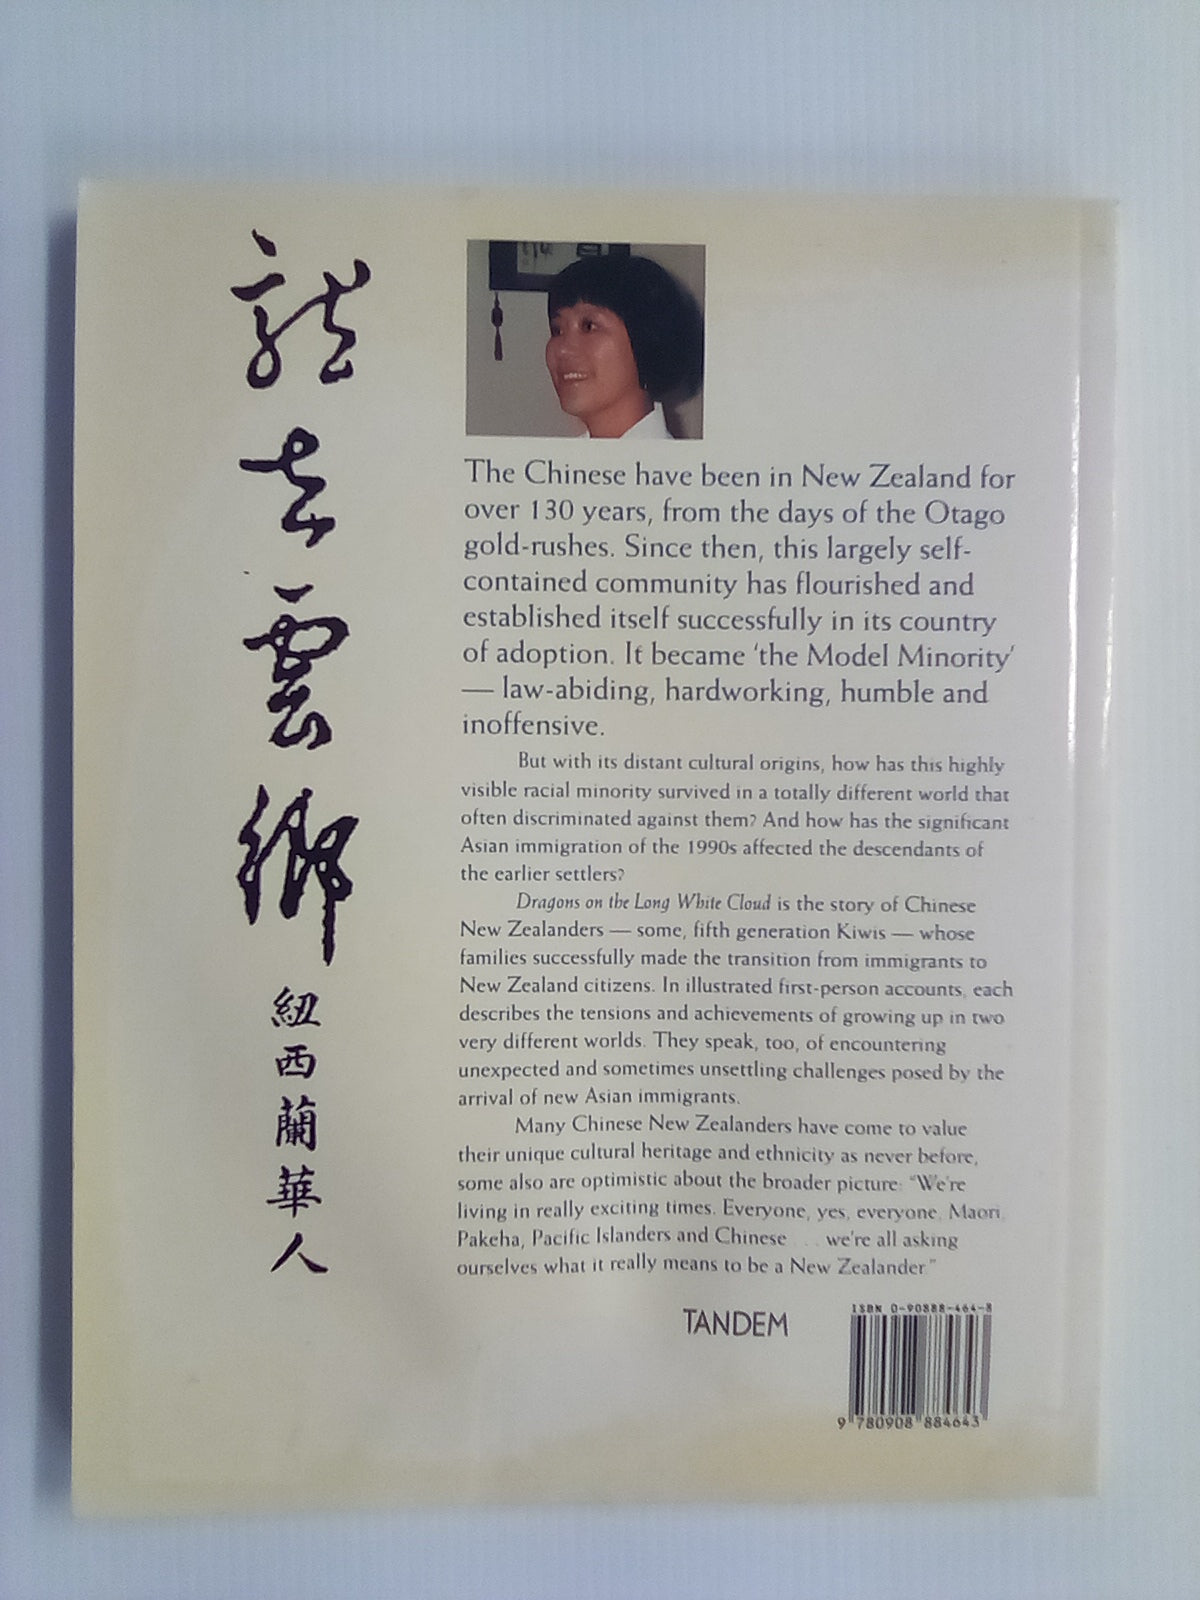 龍在雲鄉
紐西蘭華人
The Chinese have been in New Zealand for
over 130 years, from the days of the Otago
gold-rushes. Since then, this largely self-
contained community has flourished and
established itself successfully in its country
of adoption. It became 'the Model Minority'
— law-abiding, hardworking, humble and
inoffensive.
But with its distant cultural origins, how has this highly
visible racial minority survived in a totally different world that
often discriminated against them? And how has the significant
Asian immigration of the 1990s affected the descendants of
the earlier settlers?
Dragons on the Long White Cloud is the story of Chinese
New Zealanders — some, fifth generation Kiwis — whose
families successfully made the transition from immigrants to
New Zealand citizens. In illustrated first-person accounts, each
describes the tensions and achievements of growing up in two
very different worlds. They speak, too, of encountering
unexpected and sometimes unsettling challenges posed by the
arrival of new Asian immigrants.
Many Chinese New Zealanders have come to value
their unique cultural heritage and ethnicity as never before,
some also are optimistic about the broader picture: "We're
living in really exciting times. Everyone, yes, everyone, Maori,
Pakeha, Pacific Islanders and Chinese . . . we're all asking
ourselves what it really means to be a New Zealander."
TANDEM
ISBN 0-90888-464-8
9 780908 884643